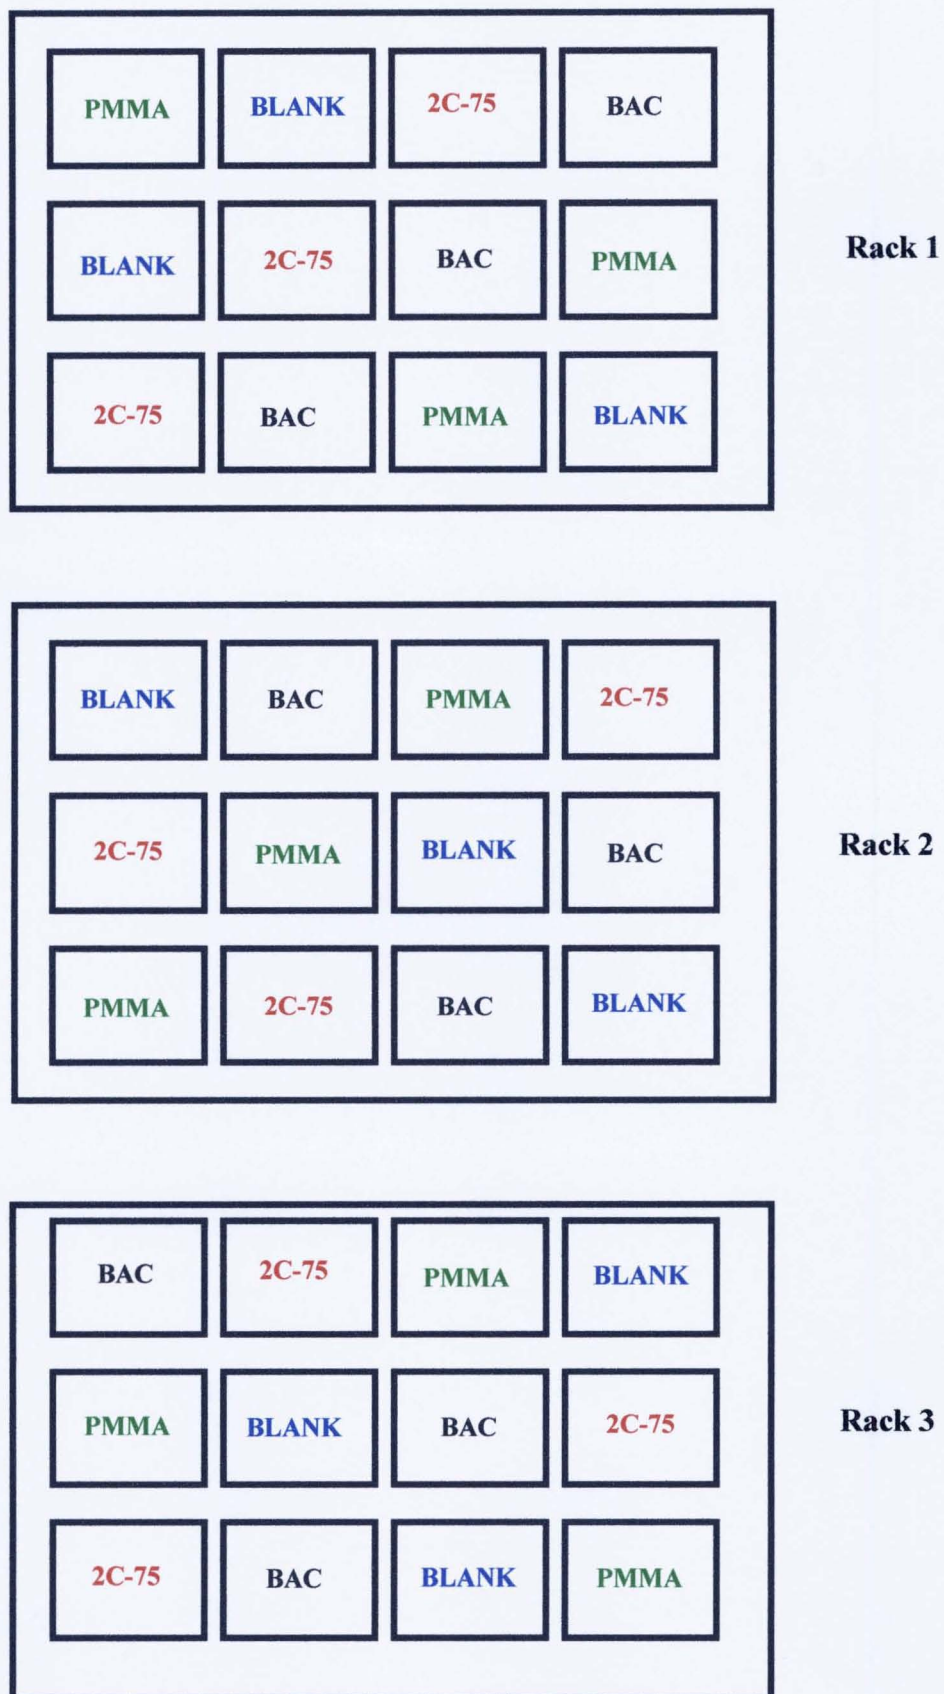 PMMA BLANK 2C-75 BAC
BLANK 2C-75 BAC PMMA
Rack 1
2C-75 BAC PMMA BLANK
BLANK BAC PMMA 2C-75
2C-75 PMMA BLANK BAC
Rack 2
PMMA 2C-75 BAC BLANK
BAC 2C-75 PMMA BLANK
PMMA BLANK BAC 2C-75
Rack 3
2C-75 BAC BLANK PMMA